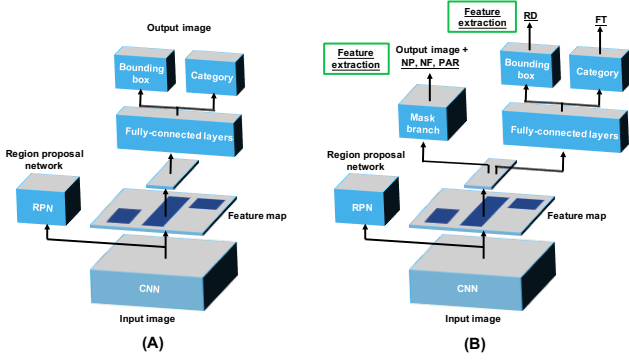 Output image
Bounding
box
Category
Fully-connected layers
Region proposal
network
RPN
Feature map
CNN
Input image
(A)
Feature
extraction
RD
FT
Feature
extraction
Output image +
NP, NF, PAR
Bounding
box
Category
Mask
branch
Fully-connected layers
Region proposal
network
RPN
Feature map
CNN
Input image
(B)